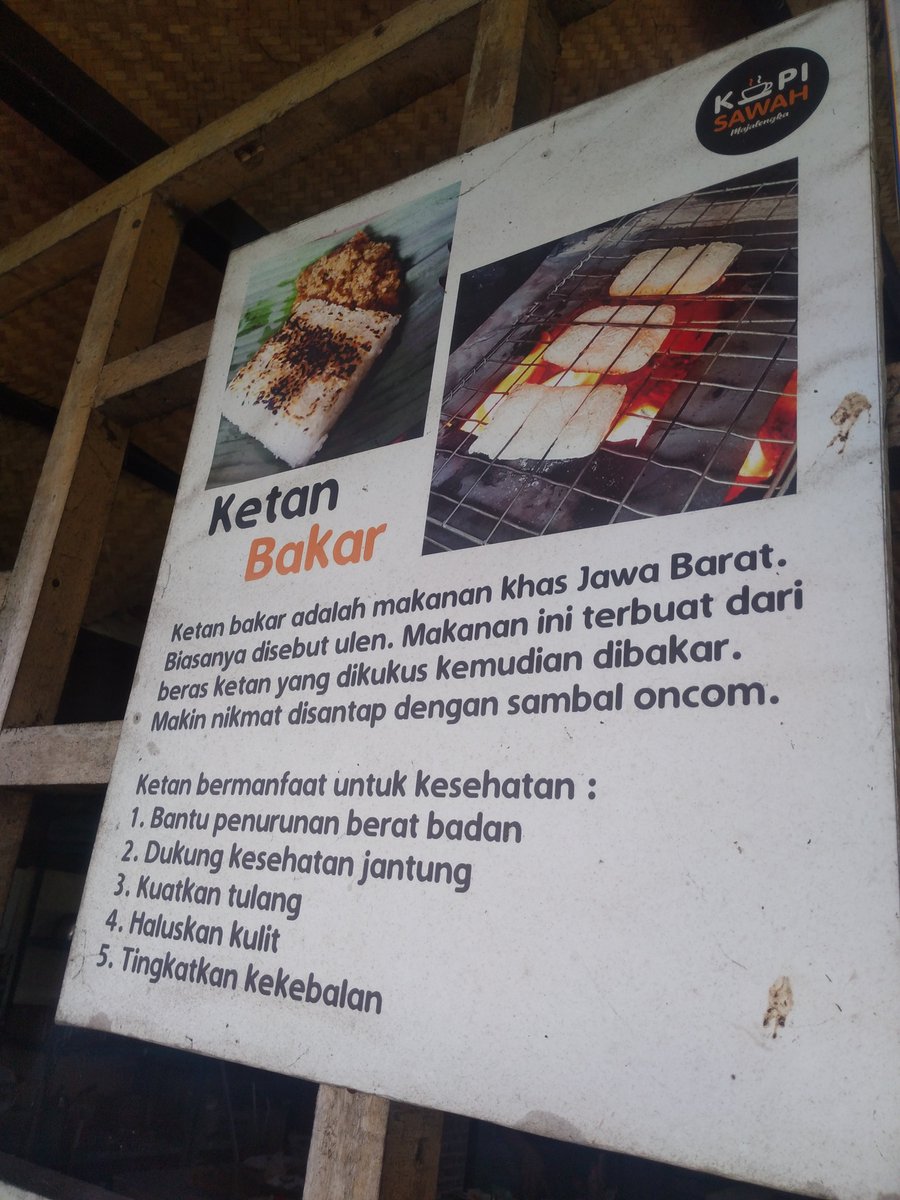 KOPI
SAWAH
Majalengka
Ketan
Bakar
Ketan bakar adalah makanan khas Jawa Barat.
Biasanya disebut ulen. Makanan ini terbuat dari
beras ketan yang dikukus kemudian dibakar.
Makin nikmat disantap dengan sambal oncom.
Ketan bermanfaat untuk kesehatan :
1. Bantu penurunan berat badan
2. Dukung kesehatan jantung
3. Kuatkan tulang
4. Haluskan kulit
5. Tingkatkan kekebalan